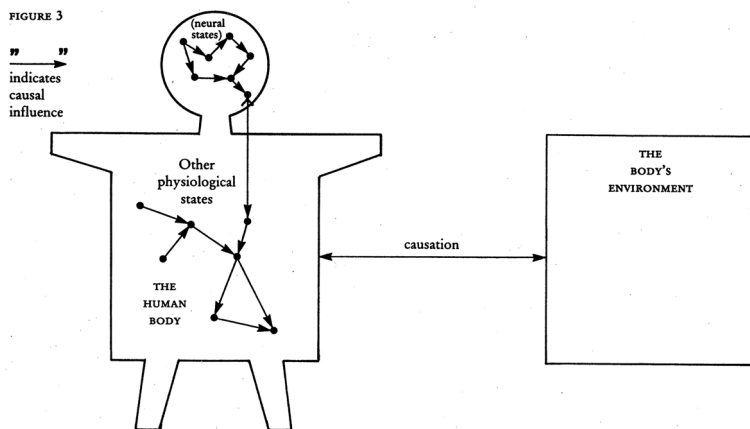 FIGURE 3
” ”
indicates
causal
influence
(neural
states)
Other
physiological
states
THE
HUMAN
BODY
causation
THE
BODY'S
ENVIRONMENT